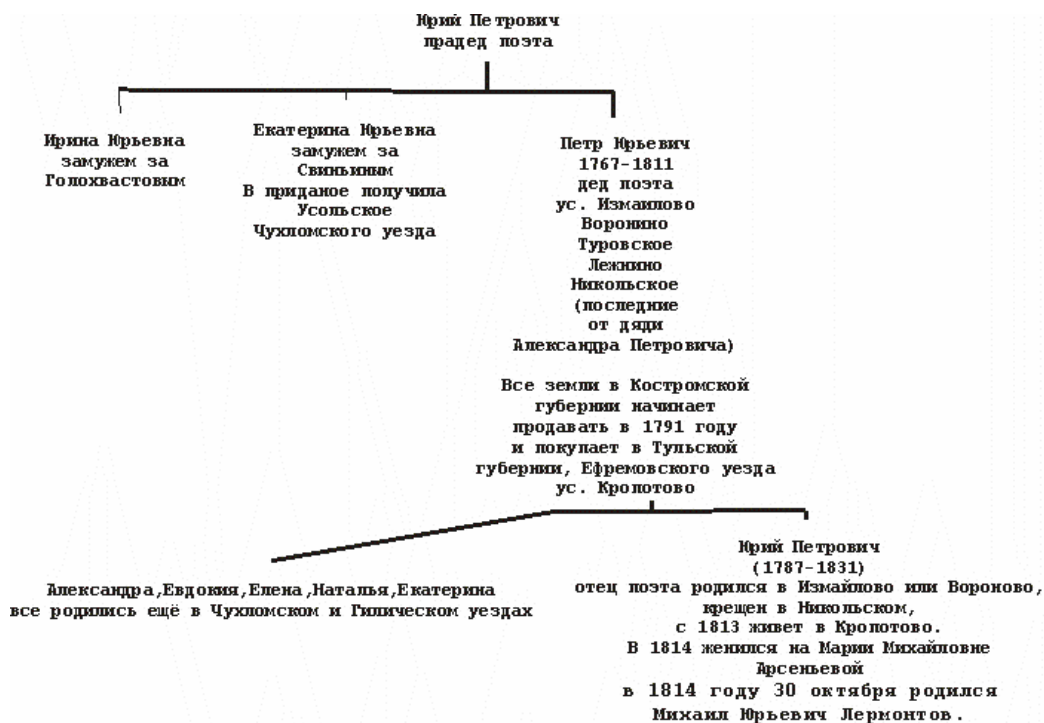 Юрий Петрович
прадед поэта
Ирина Юрьевна
замужем за
Голохвастовым
Екатерина Юрьевна
замужем за
Свиньиным
В приданое получила
Усольское
Чухломского уезда
Петр Юрьевич
1767-1811
дед поэта
ус. Измаилово
Воронино
Туровское
Лежнино
Никольское
(последние
от дяди
Александра Петровича)
Все земли в Костромской
губернии начинает
продавать в 1791 году
и покупает в Тульской
губернии, Ефремовского уезда
ус. Кропотово
Александра,Евдокия,Елена,Наталья,Екатерина
все родились ещё в Чухломском и Гилическом уездах
Юрий Петрович
(1787-1831)
отец поэта родился в Измайлово или Вороново,
крещен в Никольском,
с 1813 живет в Кропотово.
В 1814 женился на Марии Михайловне
Арсеньевой
в 1814 году 30 октября родился
Михаил Юрьевич Лермонтов.